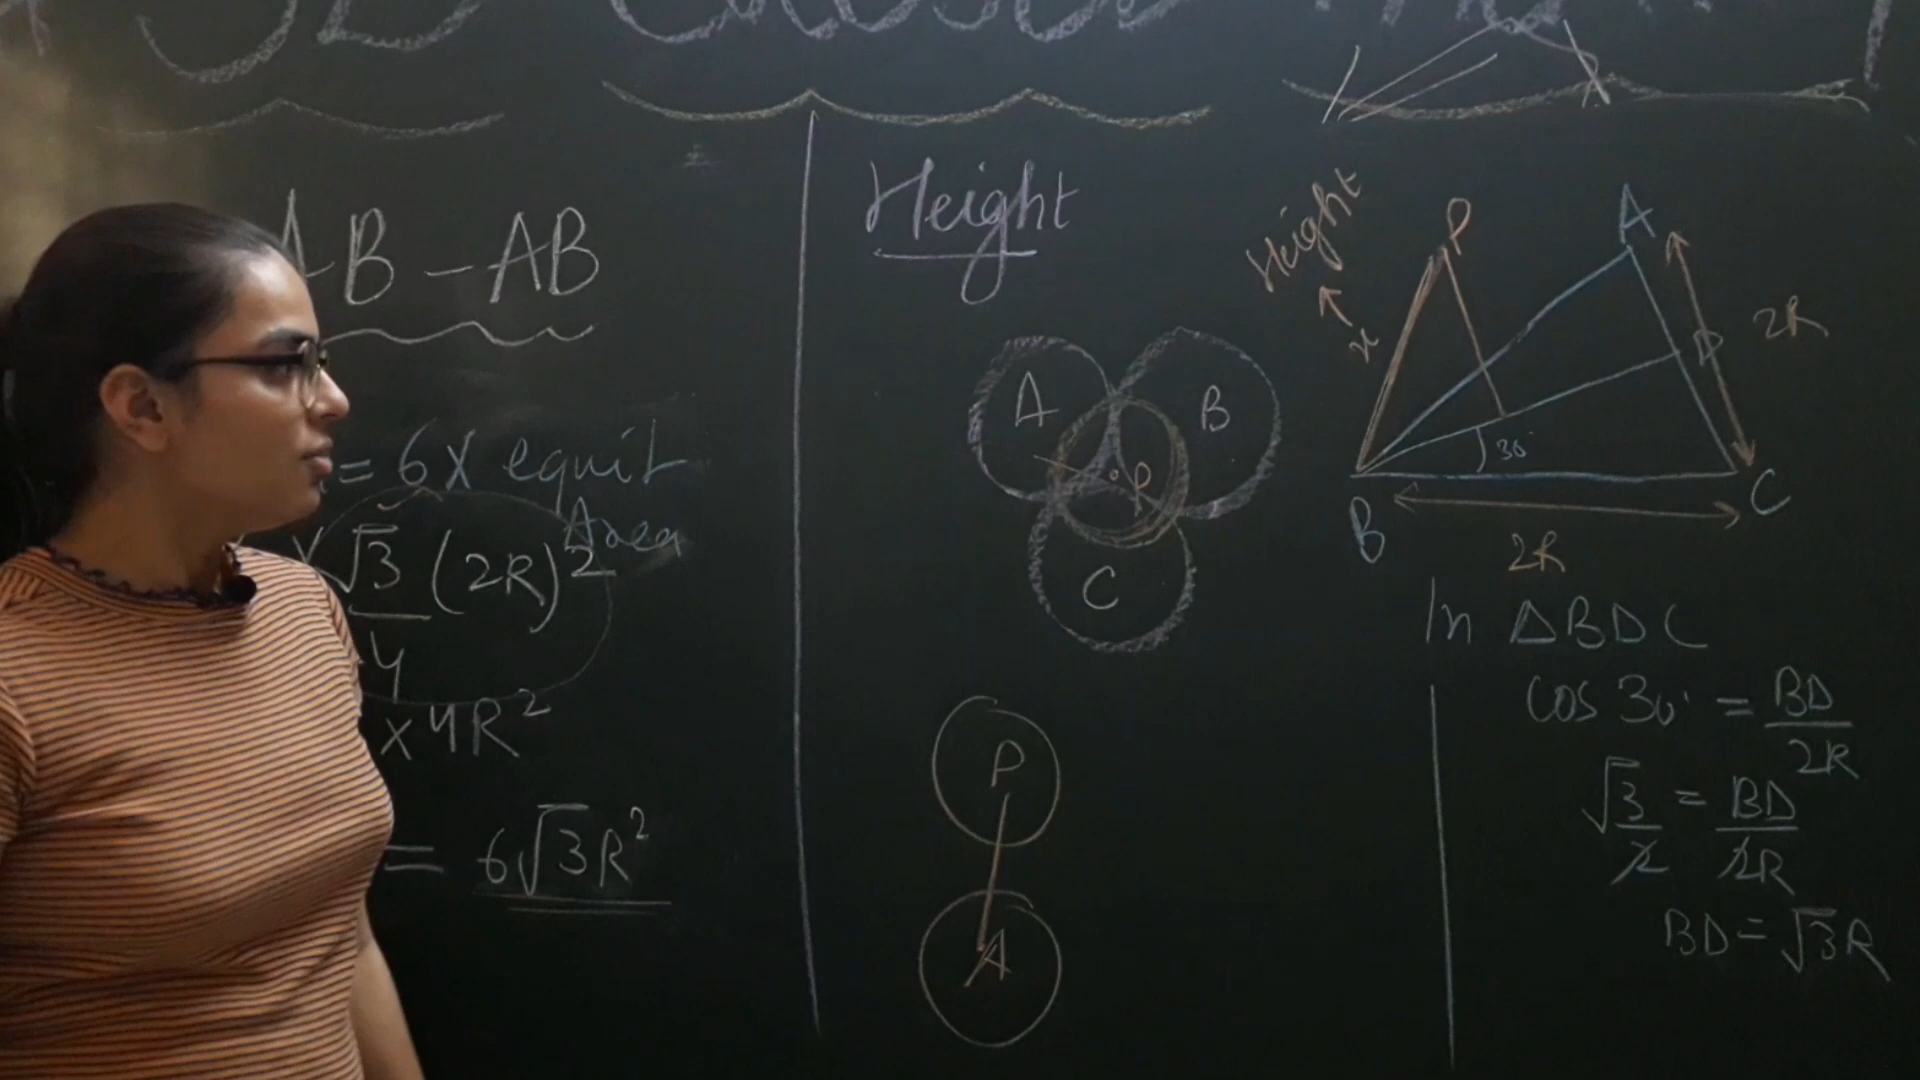 AB-AB
= 6 x equil
Area
√3/4 (2R)²
x 4R²
= 6√3R²
Height
A
B
P
C
P
A
Height
x
P
A
D
2R
30°
B
C
2R
In ΔBDC
cos 30° = BD/2R
√3/2 = BD/2R
BD = √3R